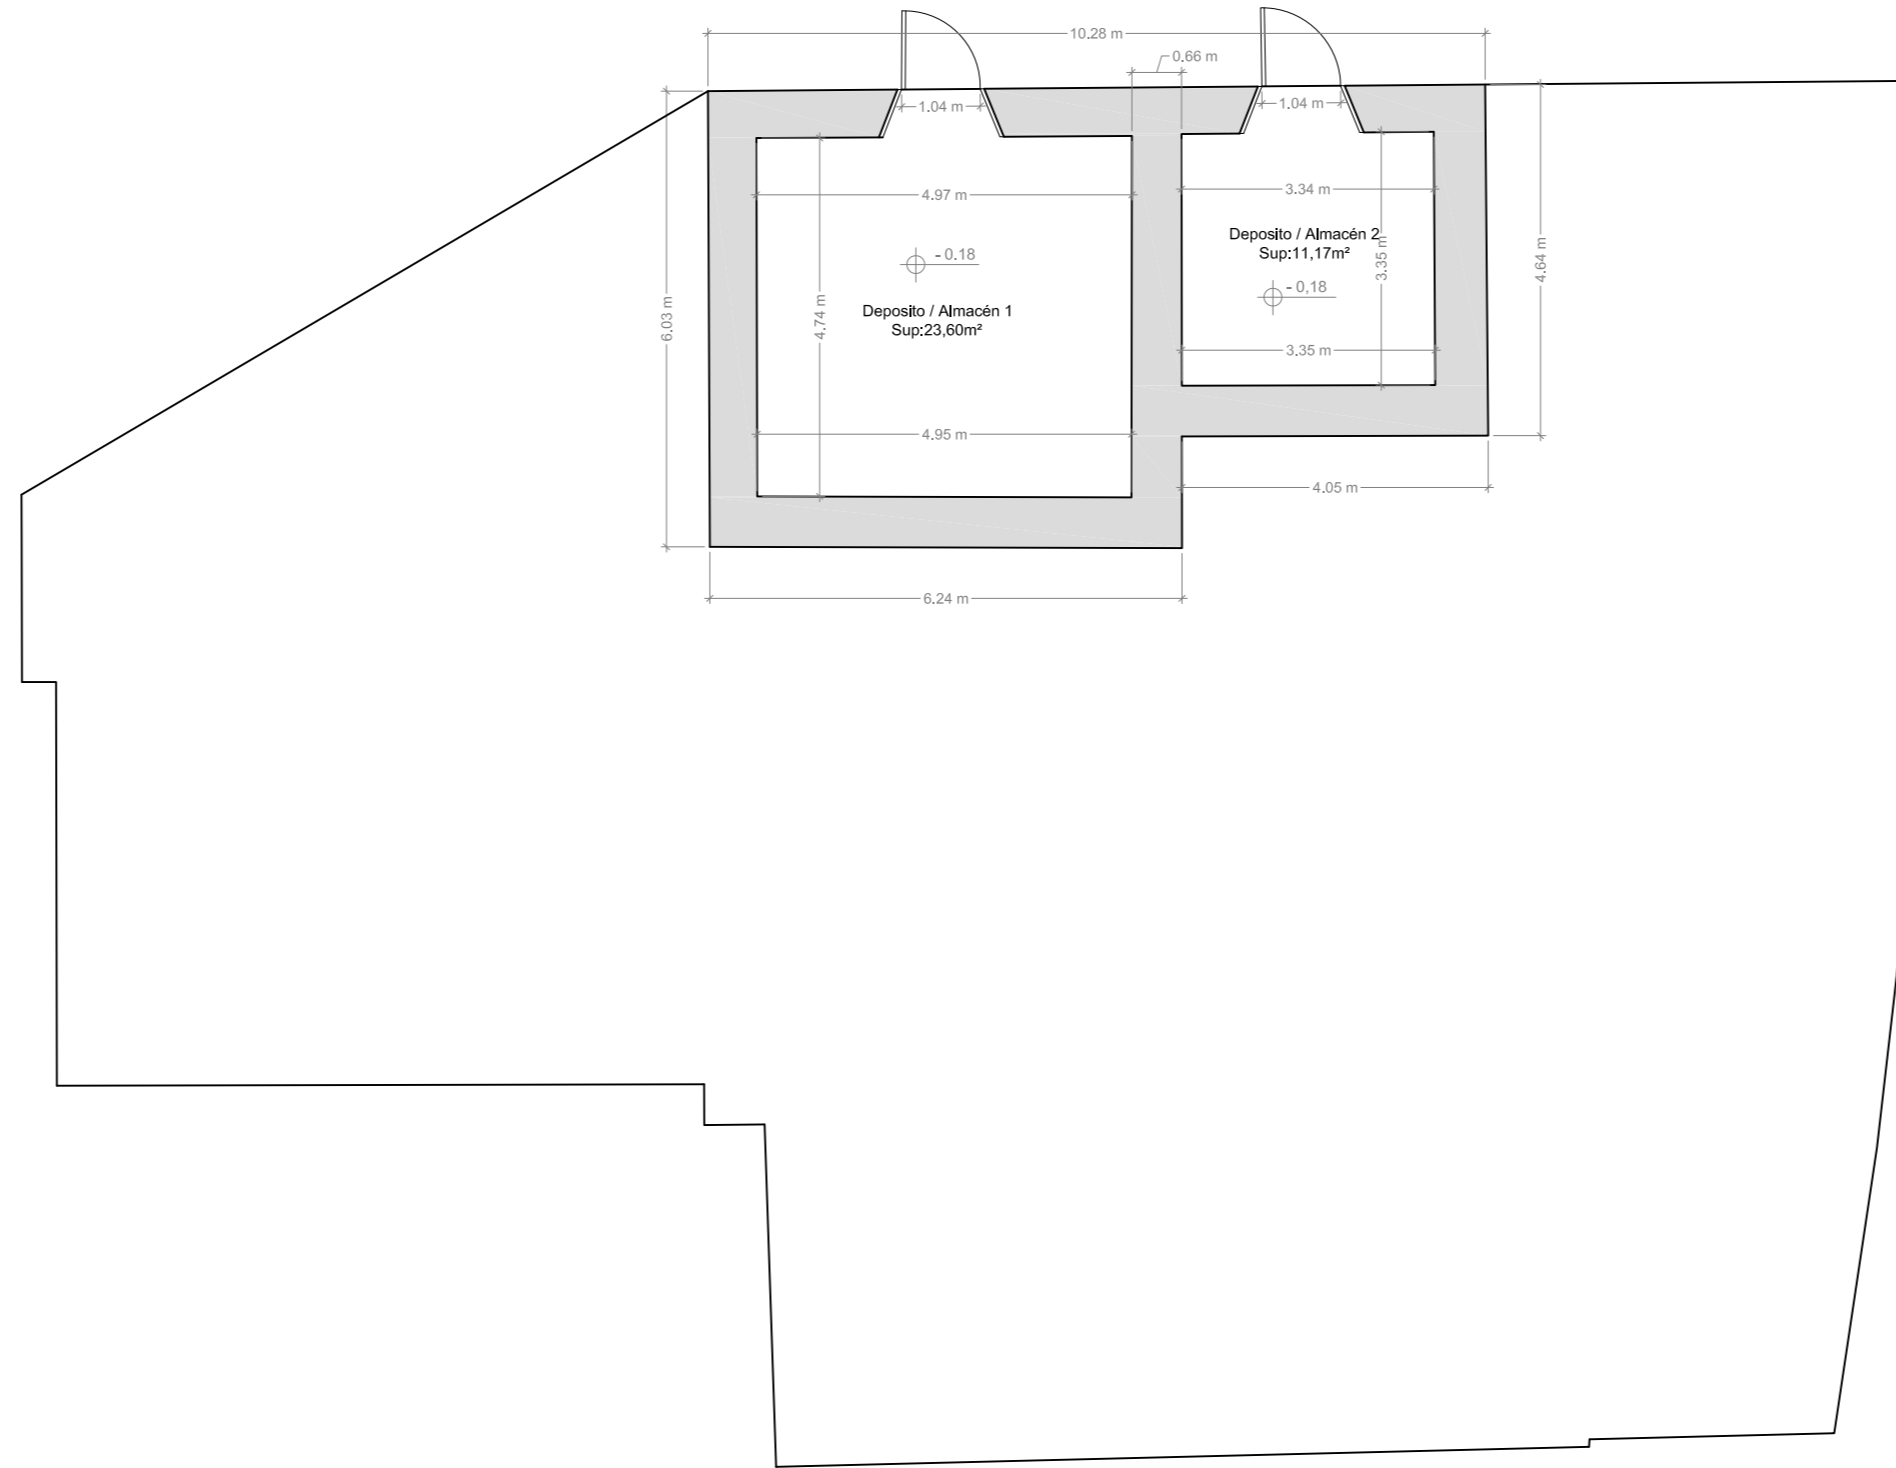 10.28 m
0.66 m
1.04 m
1.04 m
4.97 m
3.34 m
Deposito / Almacén 2
Sup:11,17m²
- 0.18
3.35 m
4.64 m
- 0,18
6.03 m
4.74 m
Deposito / Almacén 1
Sup:23,60m²
3.35 m
4.95 m
4.05 m
6.24 m